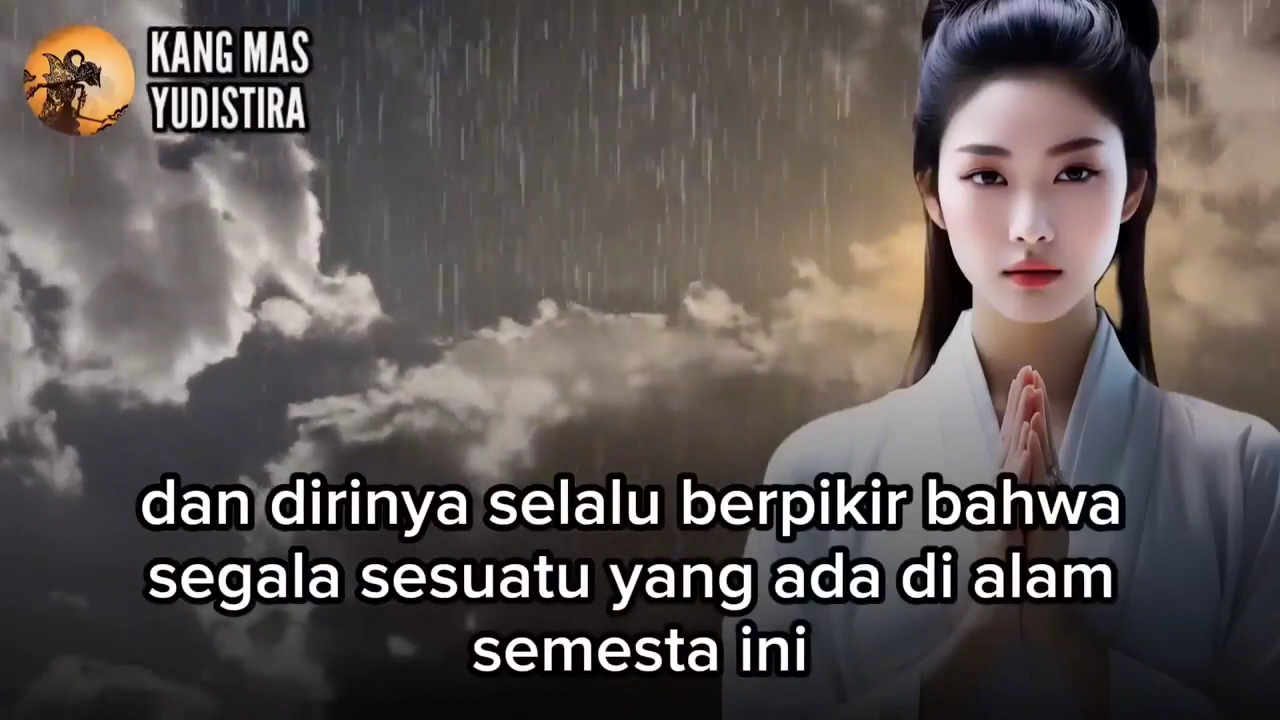 KANG MAS
YUDISTIRA
dan dirinya selalu berpikir bahwa
segala sesuatu yang ada di alam
semesta ini